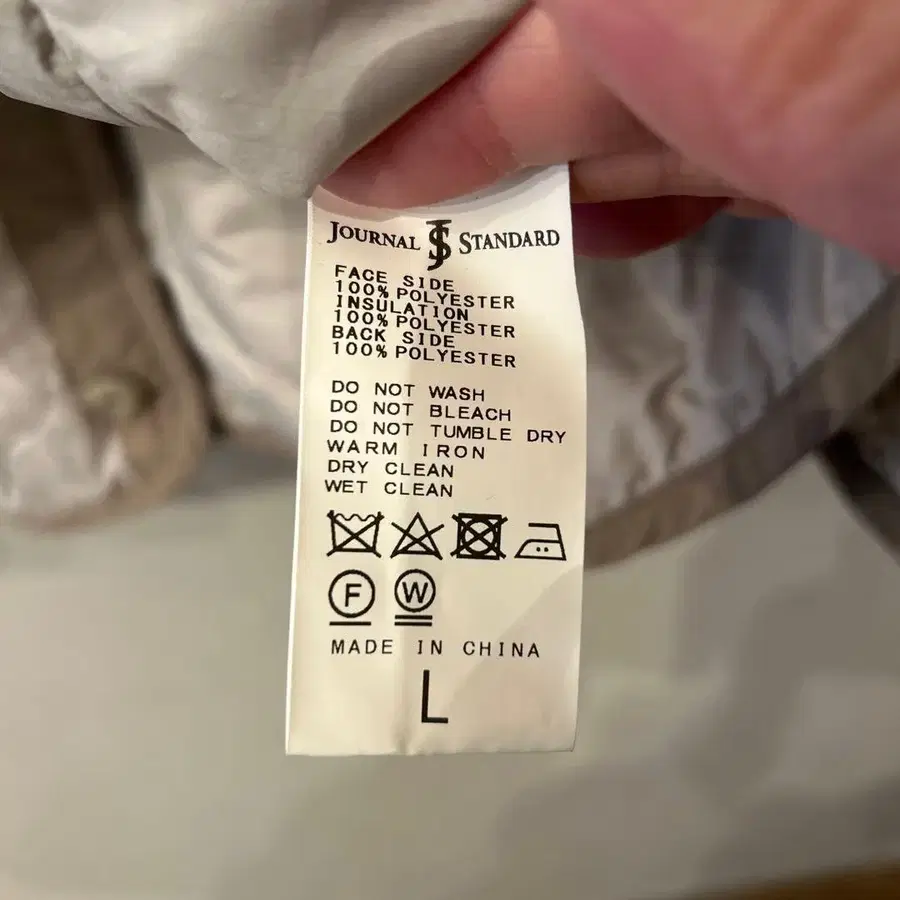 JOURNAL JS STANDARD
FACE SIDE
100% POLYESTER
INSULATION
100% POLYESTER
BACK SIDE
100% POLYESTER
DO NOT WASH
DO NOT BLEACH
DO NOT TUMBLE DRY
WARM IRON
DRY CLEAN
WET CLEAN
F W
MADE IN CHINA
L